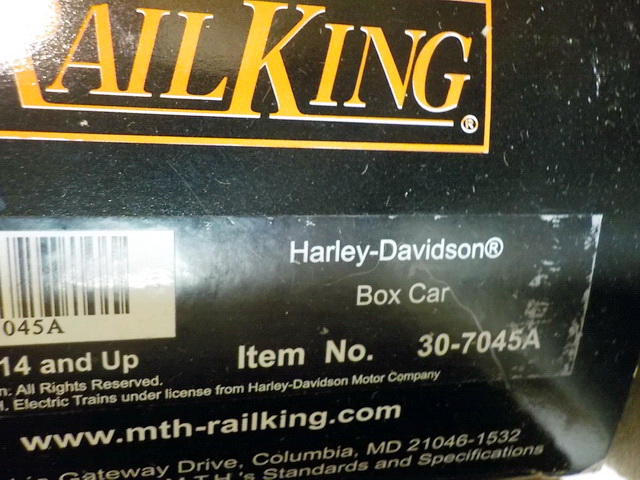 RAILKING®
Harley-Davidson®
Box Car
045A
14 and Up
Item No. 30-7045A
n. All Rights Reserved.
. Electric Trains under license from Harley-Davidson Motor Company
www.mth-railking.com
Gateway Drive, Columbia, MD 21046-1532
M.T.H.'s Standards and Specifications